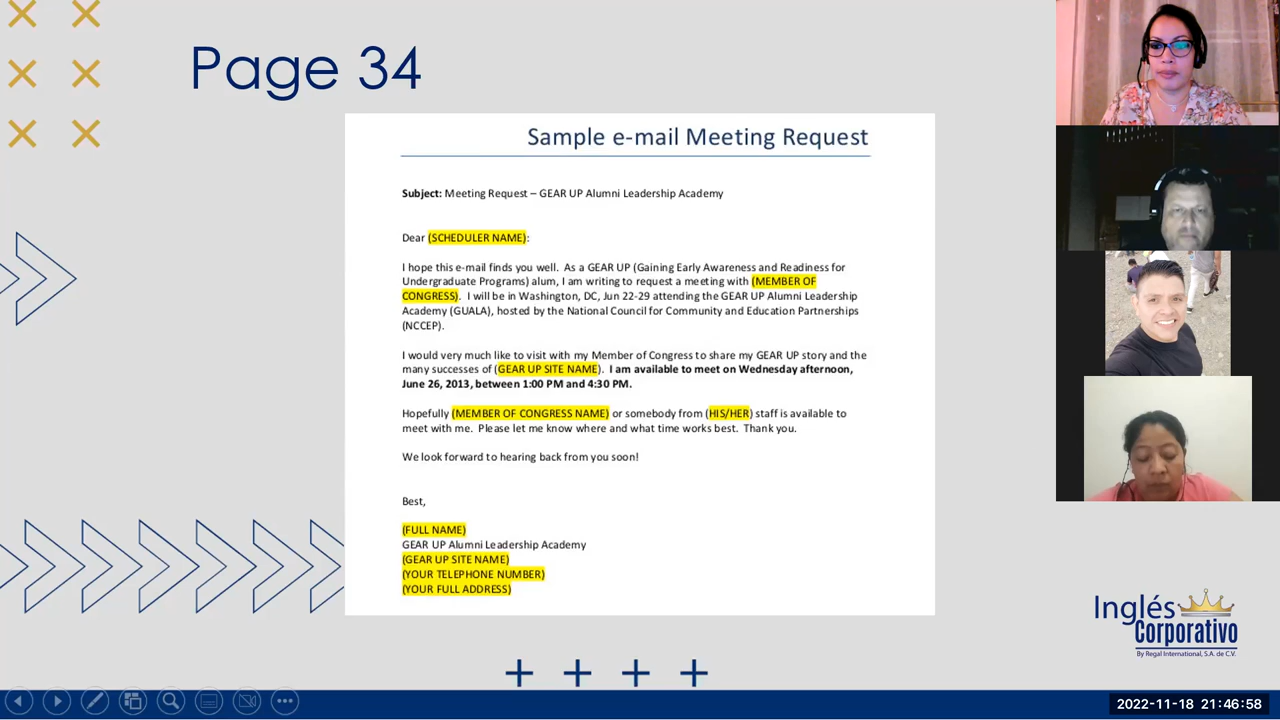 Page 34
Sample e-mail Meeting Request
Subject: Meeting Request – GEAR UP Alumni Leadership Academy
Dear (SCHEDULER NAME):
I hope this e-mail finds you well. As a GEAR UP (Gaining Early Awareness and Readiness for
Undergraduate Programs) alum, I am writing to request a meeting with (MEMBER OF
CONGRESS). I will be in Washington, DC, Jun 22-29 attending the GEAR UP Alumni Leadership
Academy (GUALA), hosted by the National Council for Community and Education Partnerships
(NCCEP).
I would very much like to visit with my Member of Congress to share my GEAR UP story and the
many successes of (GEAR UP SITE NAME). I am available to meet on Wednesday afternoon,
June 26, 2013, between 1:00 PM and 4:30 PM.
Hopefully (MEMBER OF CONGRESS NAME) or somebody from (HIS/HER) staff is available to
meet with me. Please let me know where and what time works best. Thank you.
We look forward to hearing back from you soon!
Best,
(FULL NAME)
GEAR UP Alumni Leadership Academy
(GEAR UP SITE NAME)
(YOUR TELEPHONE NUMBER)
(YOUR FULL ADDRESS)
Inglés
Corporativo
By Regal International, S.A. de C.V.
2022-11-18 21:46:58